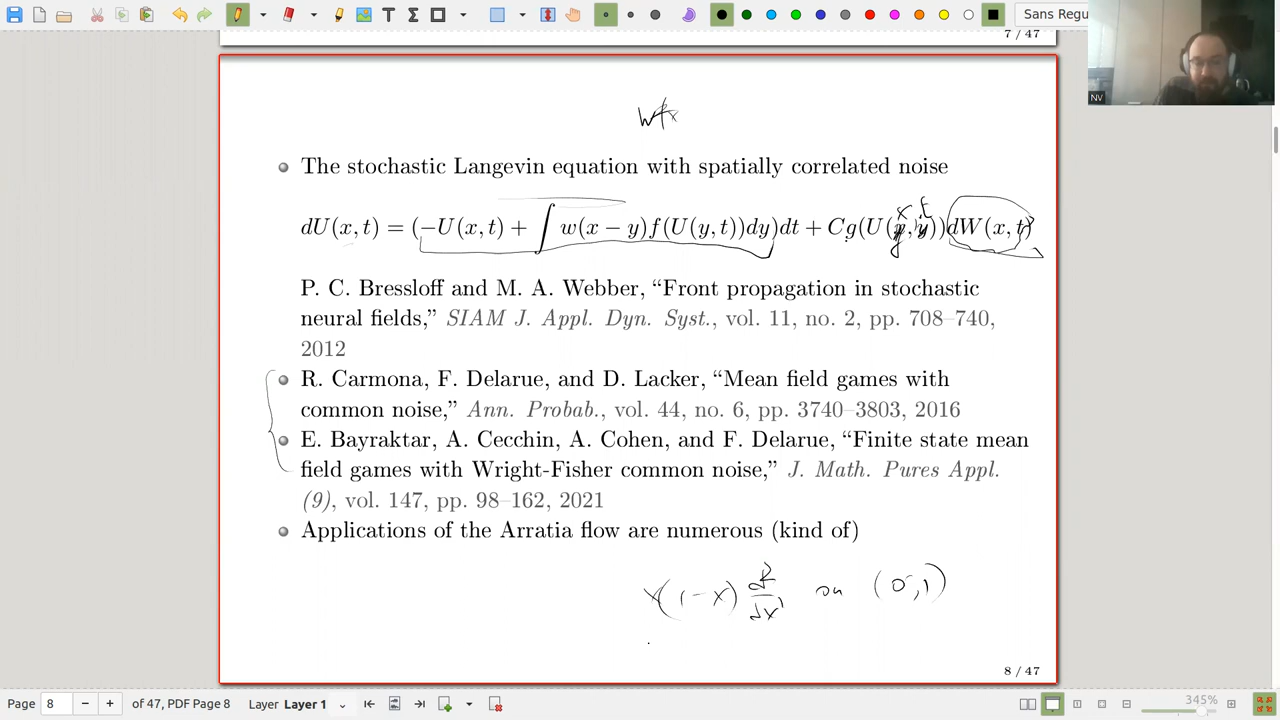 Sans Regu
7 / 47
NV
The stochastic Langevin equation with spatially correlated noise
dU(x, t) = (−U(x, t) + ∫ w(x − y)f(U(y, t))dy)dt + Cg(U( x, t ))dW(x, t)
P. C. Bressloff and M. A. Webber, “Front propagation in stochastic
neural fields,” SIAM J. Appl. Dyn. Syst., vol. 11, no. 2, pp. 708–740,
2012
R. Carmona, F. Delarue, and D. Lacker, “Mean field games with
common noise,” Ann. Probab., vol. 44, no. 6, pp. 3740–3803, 2016
E. Bayraktar, A. Cecchin, A. Cohen, and F. Delarue, “Finite state mean
field games with Wright-Fisher common noise,” J. Math. Pures Appl.
(9), vol. 147, pp. 98–162, 2021
Applications of the Arratia flow are numerous (kind of)
x(1-x) on (0,1)
8 / 47
Page 8 of 47, PDF Page 8 Layer Layer 1 345%